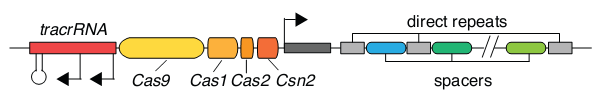 tracrRNA
direct repeats
Cas9
Cas1
Cas2
Csn2
spacers